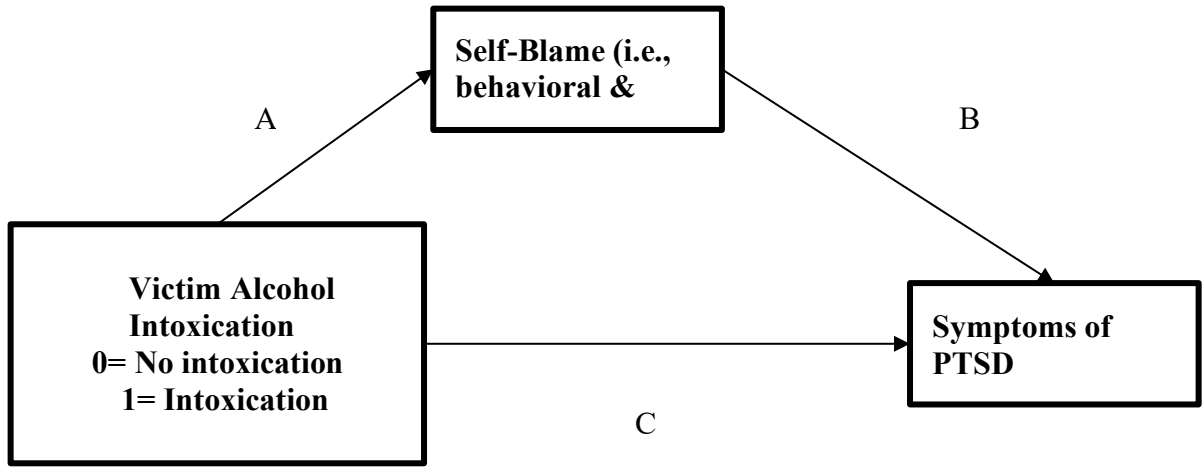 Self-Blame (i.e.,
behavioral &
A
B
Victim Alcohol
Intoxication
0= No intoxication
1= Intoxication
Symptoms of
PTSD
C